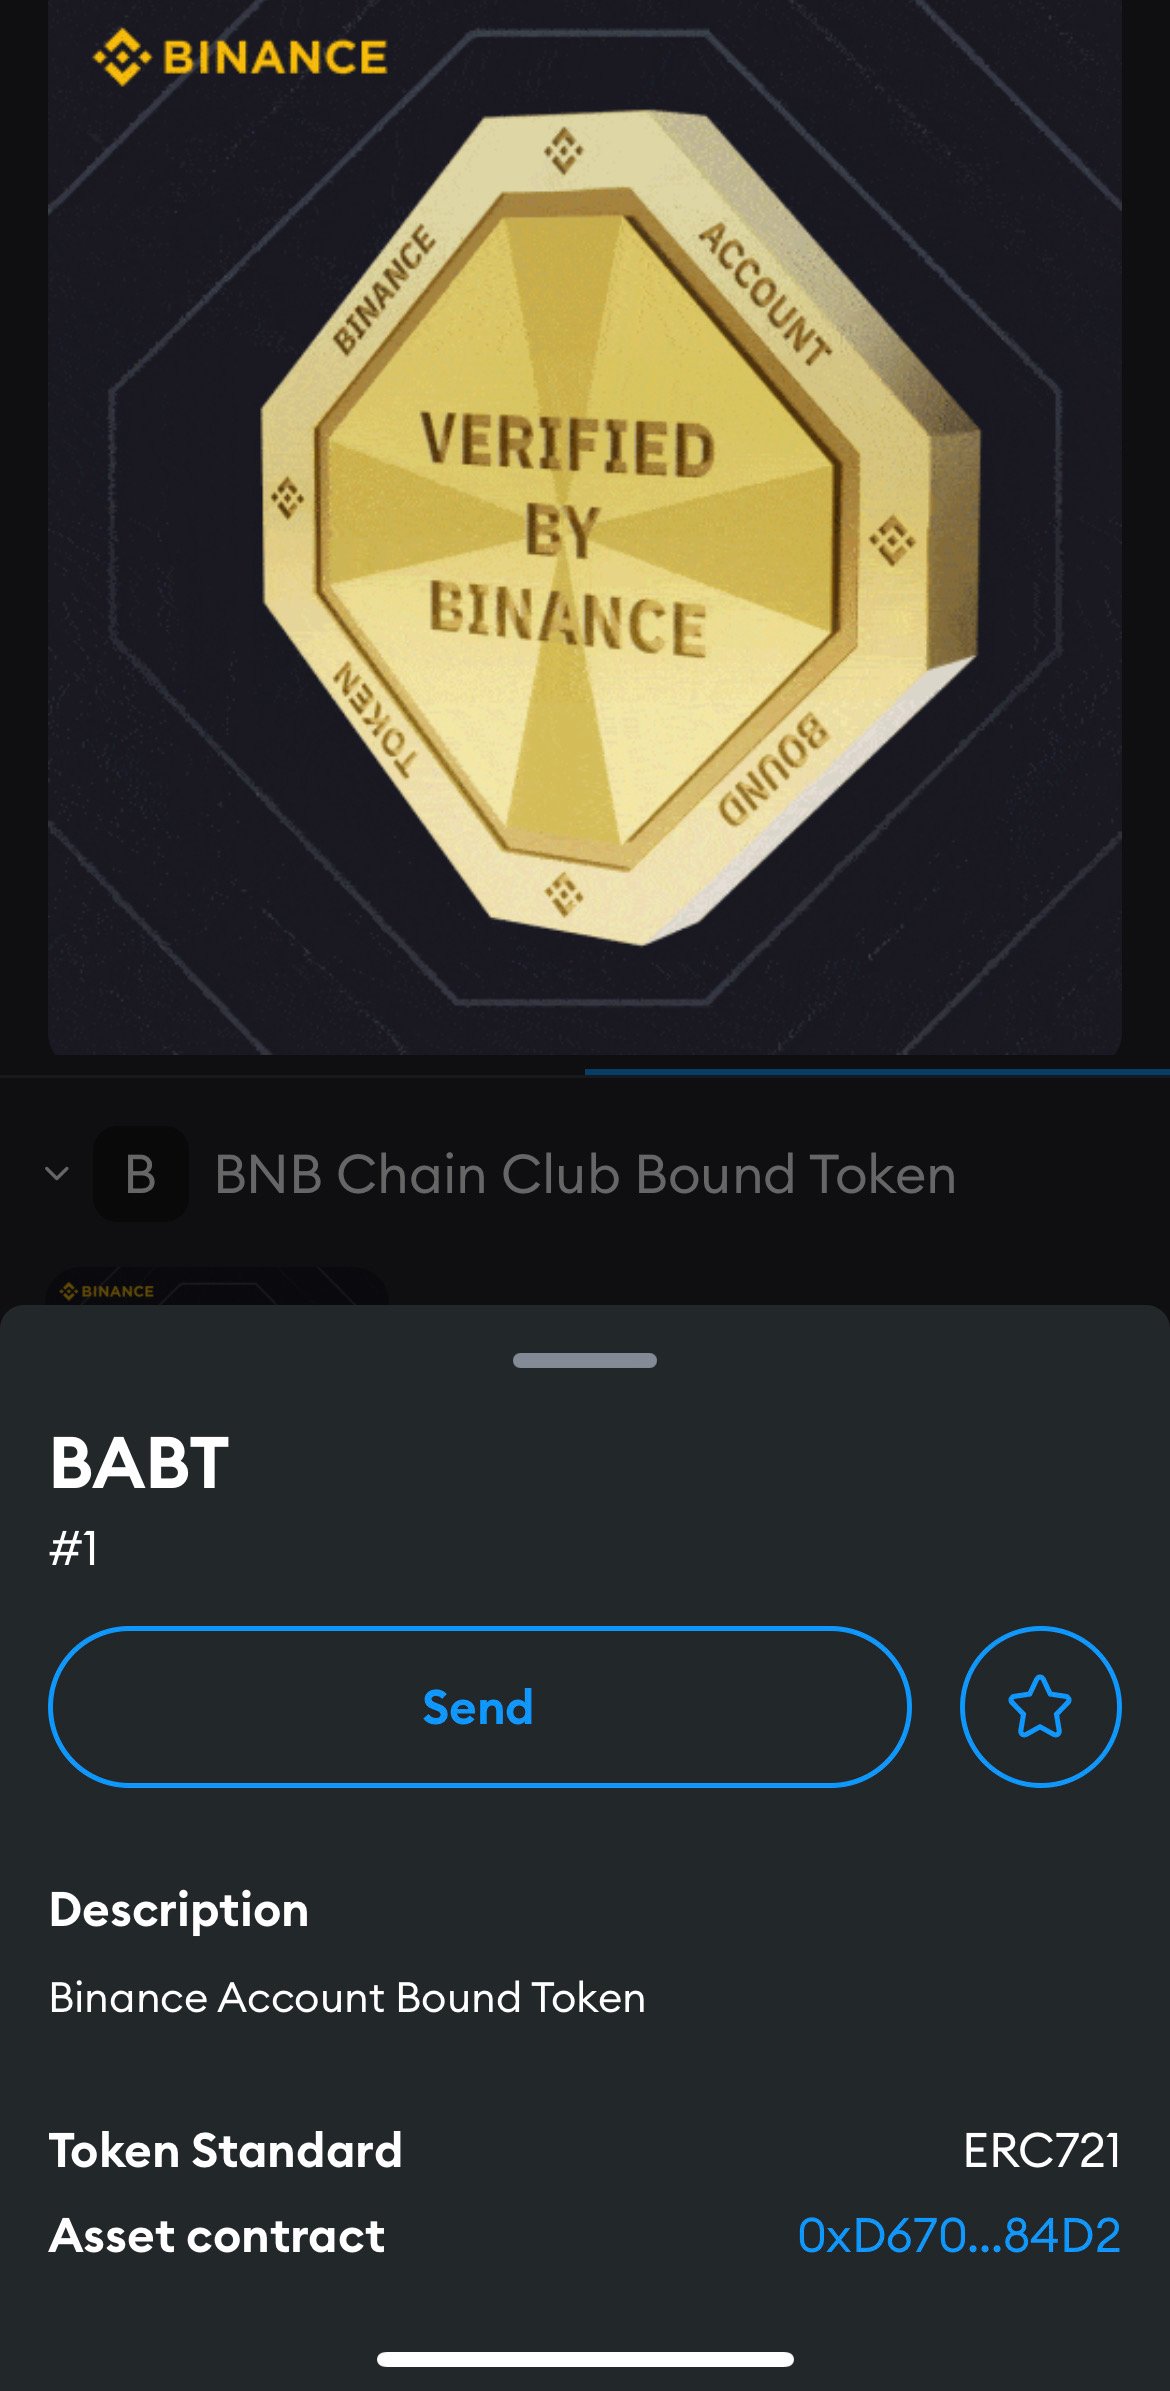 BINANCE
BINANCE
ACCOUNT
VERIFIED
BY
BINANCE
TOKEN
BOUND
B BNB Chain Club Bound Token
BINANCE
BABT
#1
Send
Description
Binance Account Bound Token
Token Standard ERC721
Asset contract 0xD670...84D2